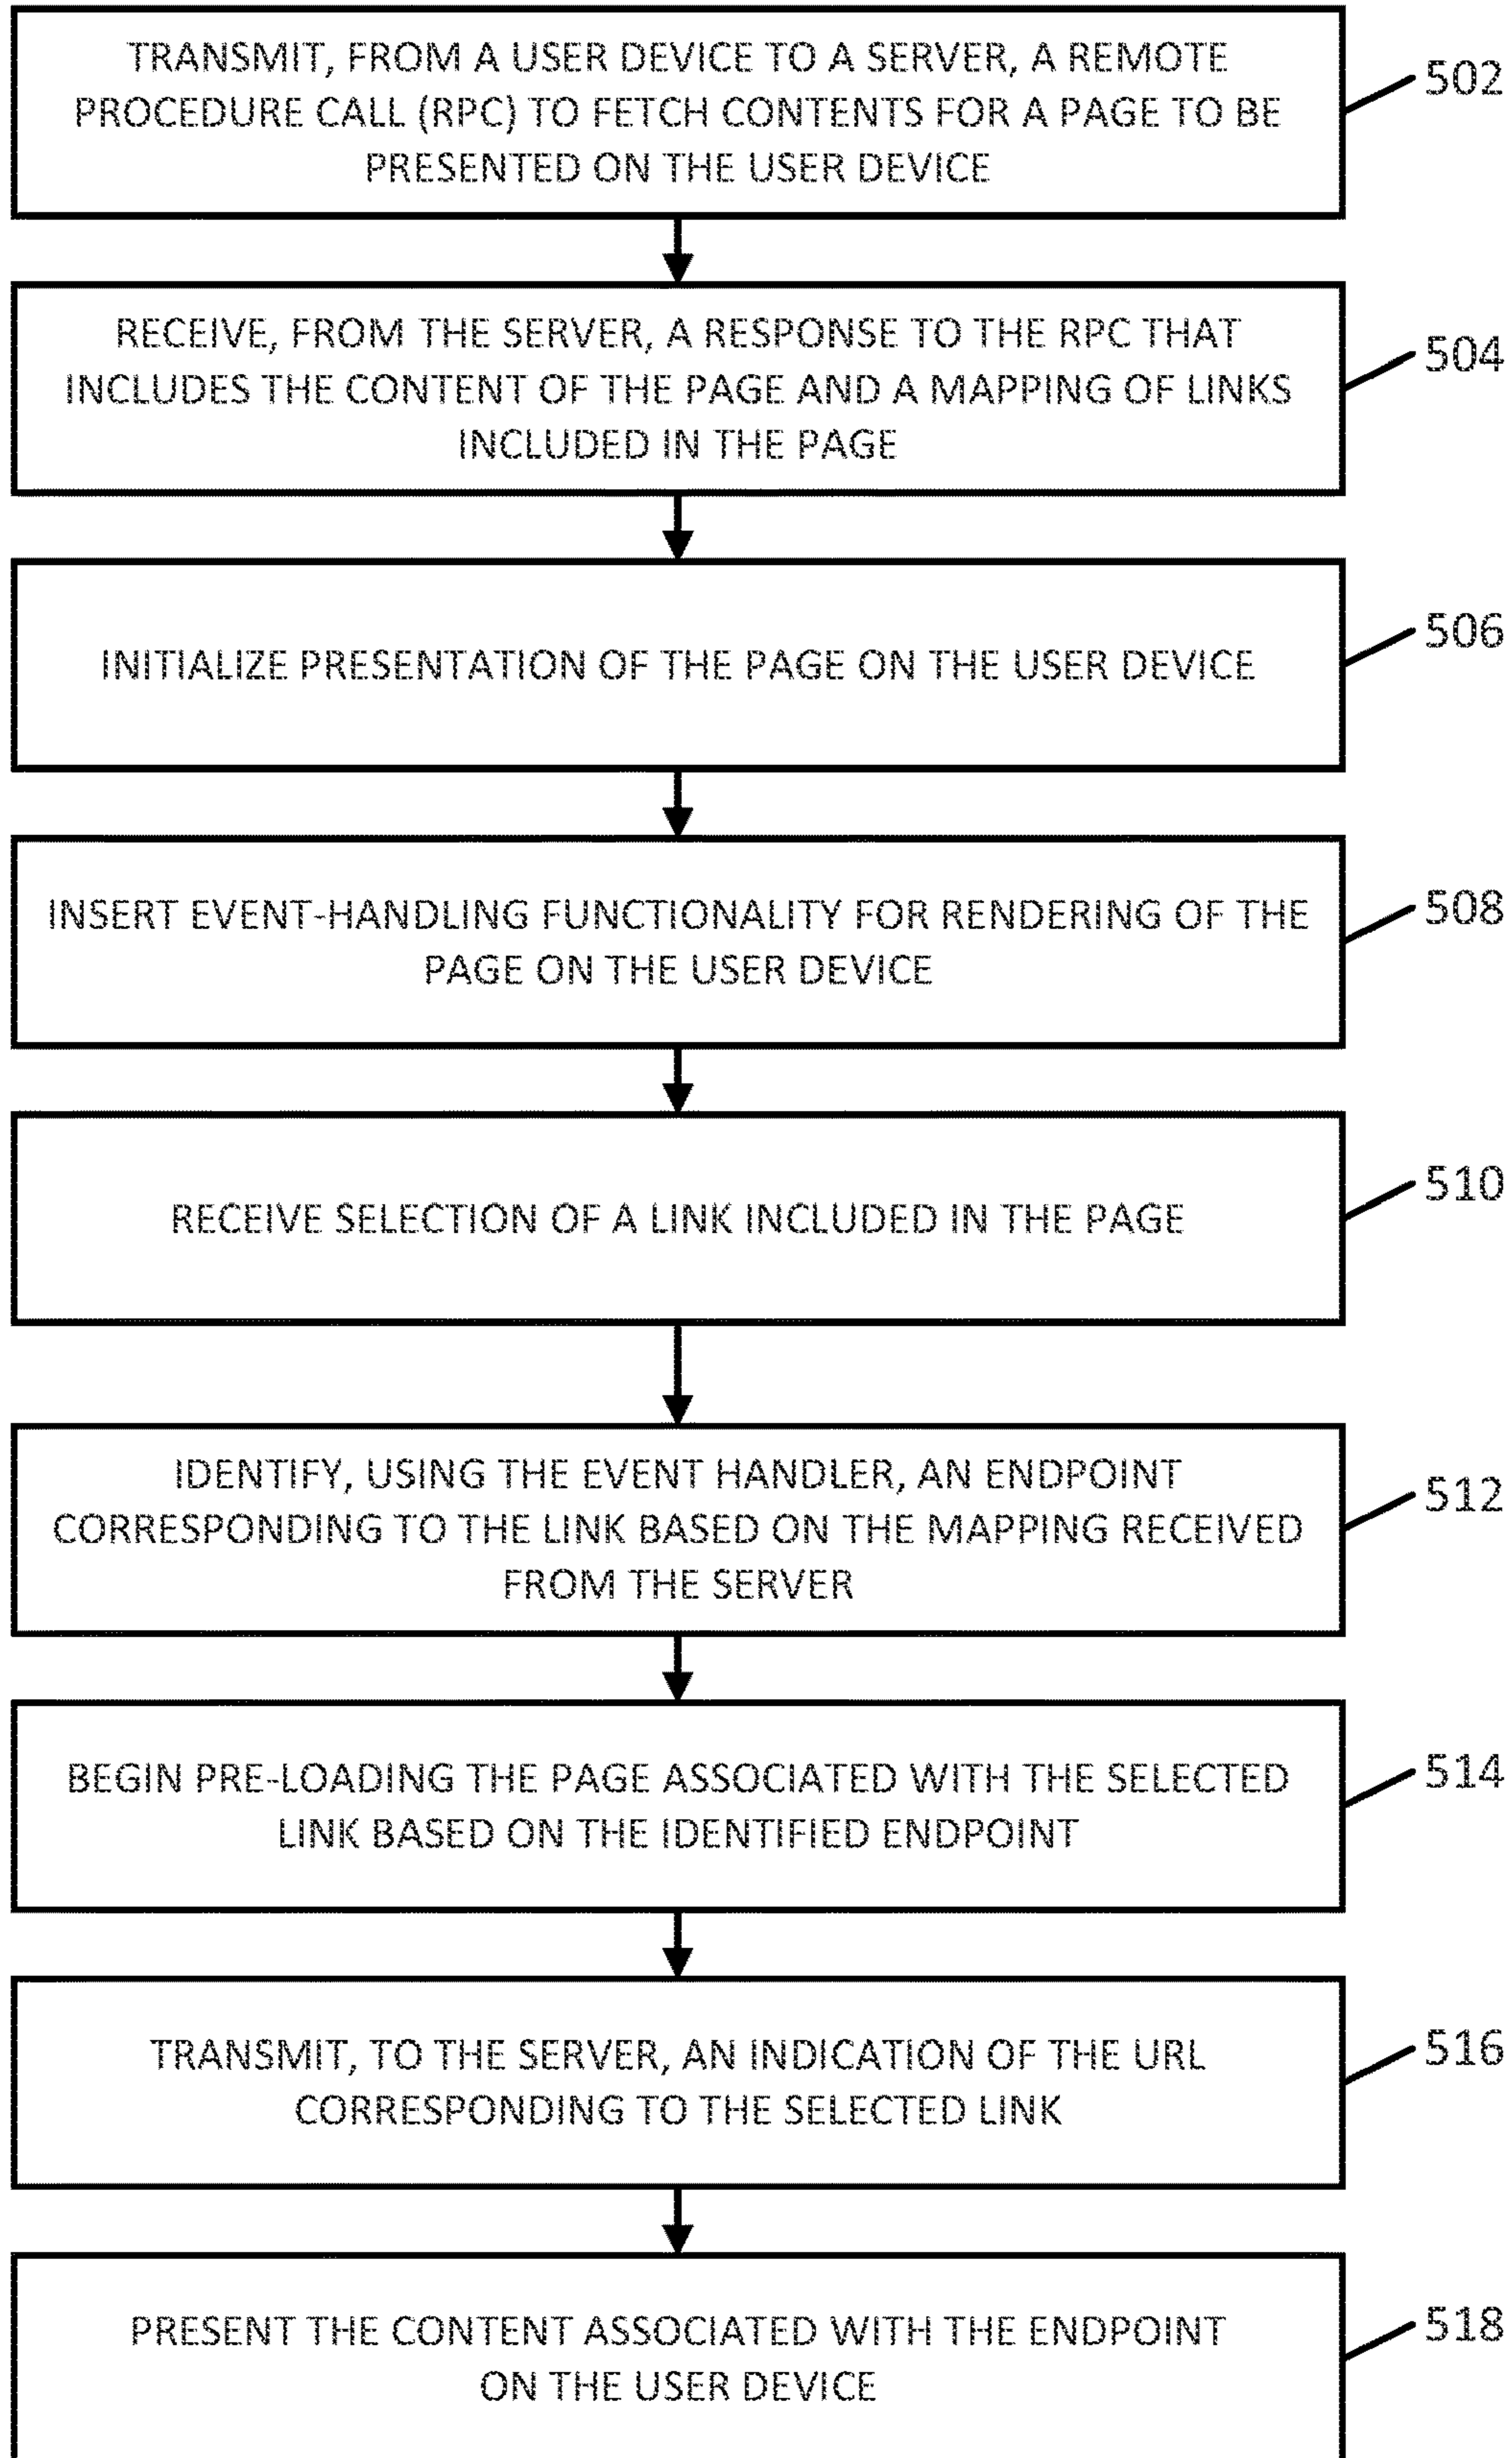 TRANSMIT, FROM A USER DEVICE TO A SERVER, A REMOTE
PROCEDURE CALL (RPC) TO FETCH CONTENTS FOR A PAGE TO BE
PRESENTED ON THE USER DEVICE
502
RECEIVE, FROM THE SERVER, A RESPONSE TO THE RPC THAT
INCLUDES THE CONTENT OF THE PAGE AND A MAPPING OF LINKS
INCLUDED IN THE PAGE
504
INITIALIZE PRESENTATION OF THE PAGE ON THE USER DEVICE
506
INSERT EVENT-HANDLING FUNCTIONALITY FOR RENDERING OF THE
PAGE ON THE USER DEVICE
508
RECEIVE SELECTION OF A LINK INCLUDED IN THE PAGE
510
IDENTIFY, USING THE EVENT HANDLER, AN ENDPOINT
CORRESPONDING TO THE LINK BASED ON THE MAPPING RECEIVED
FROM THE SERVER
512
BEGIN PRE-LOADING THE PAGE ASSOCIATED WITH THE SELECTED
LINK BASED ON THE IDENTIFIED ENDPOINT
514
TRANSMIT, TO THE SERVER, AN INDICATION OF THE URL
CORRESPONDING TO THE SELECTED LINK
516
PRESENT THE CONTENT ASSOCIATED WITH THE ENDPOINT
ON THE USER DEVICE
518